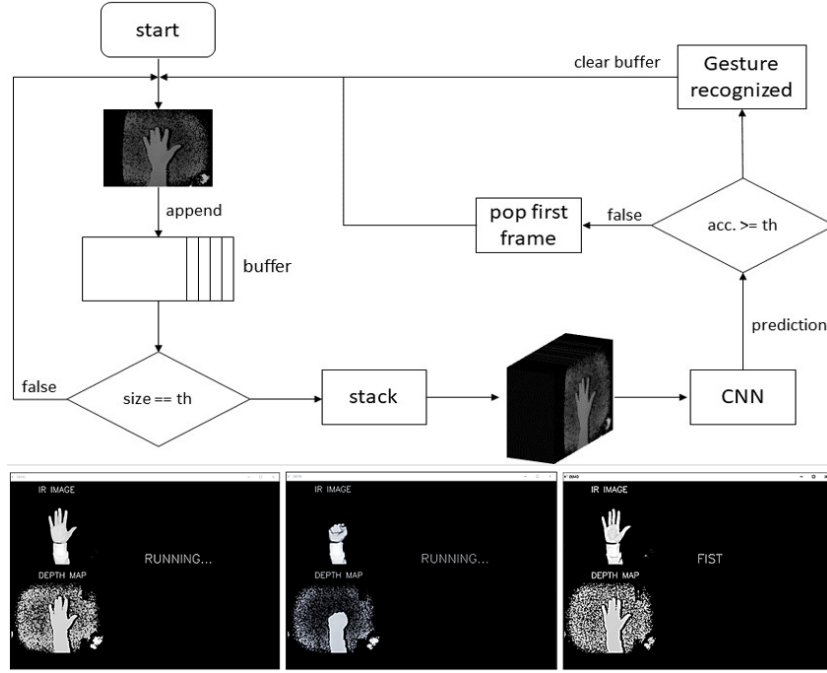 start
clear buffer
Gesture
recognized
append
pop first
frame
false
acc. >= th
buffer
prediction
false
size == th
stack
CNN
IR IMAGE
RUNNING...
DEPTH MAP
IR IMAGE
RUNNING...
DEPTH MAP
DEMO
IR IMAGE
FIST
DEPTH MAP